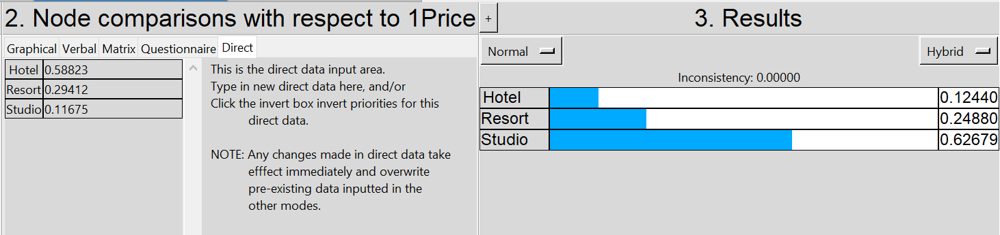 2. Node comparisons with respect to 1Price
+
3. Results
Graphical Verbal Matrix Questionnaire Direct
Hotel 0.58823
Resort 0.29412
Studio 0.11675
This is the direct data input area.
Type in new direct data here, and/or
Click the invert box invert priorities for this
direct data.
NOTE: Any changes made in direct data take
efffect immediately and overwrite
pre-existing data inputted in the
other modes.
Normal
Hybrid
Inconsistency: 0.00000
Hotel 0.12440
Resort 0.24880
Studio 0.62679